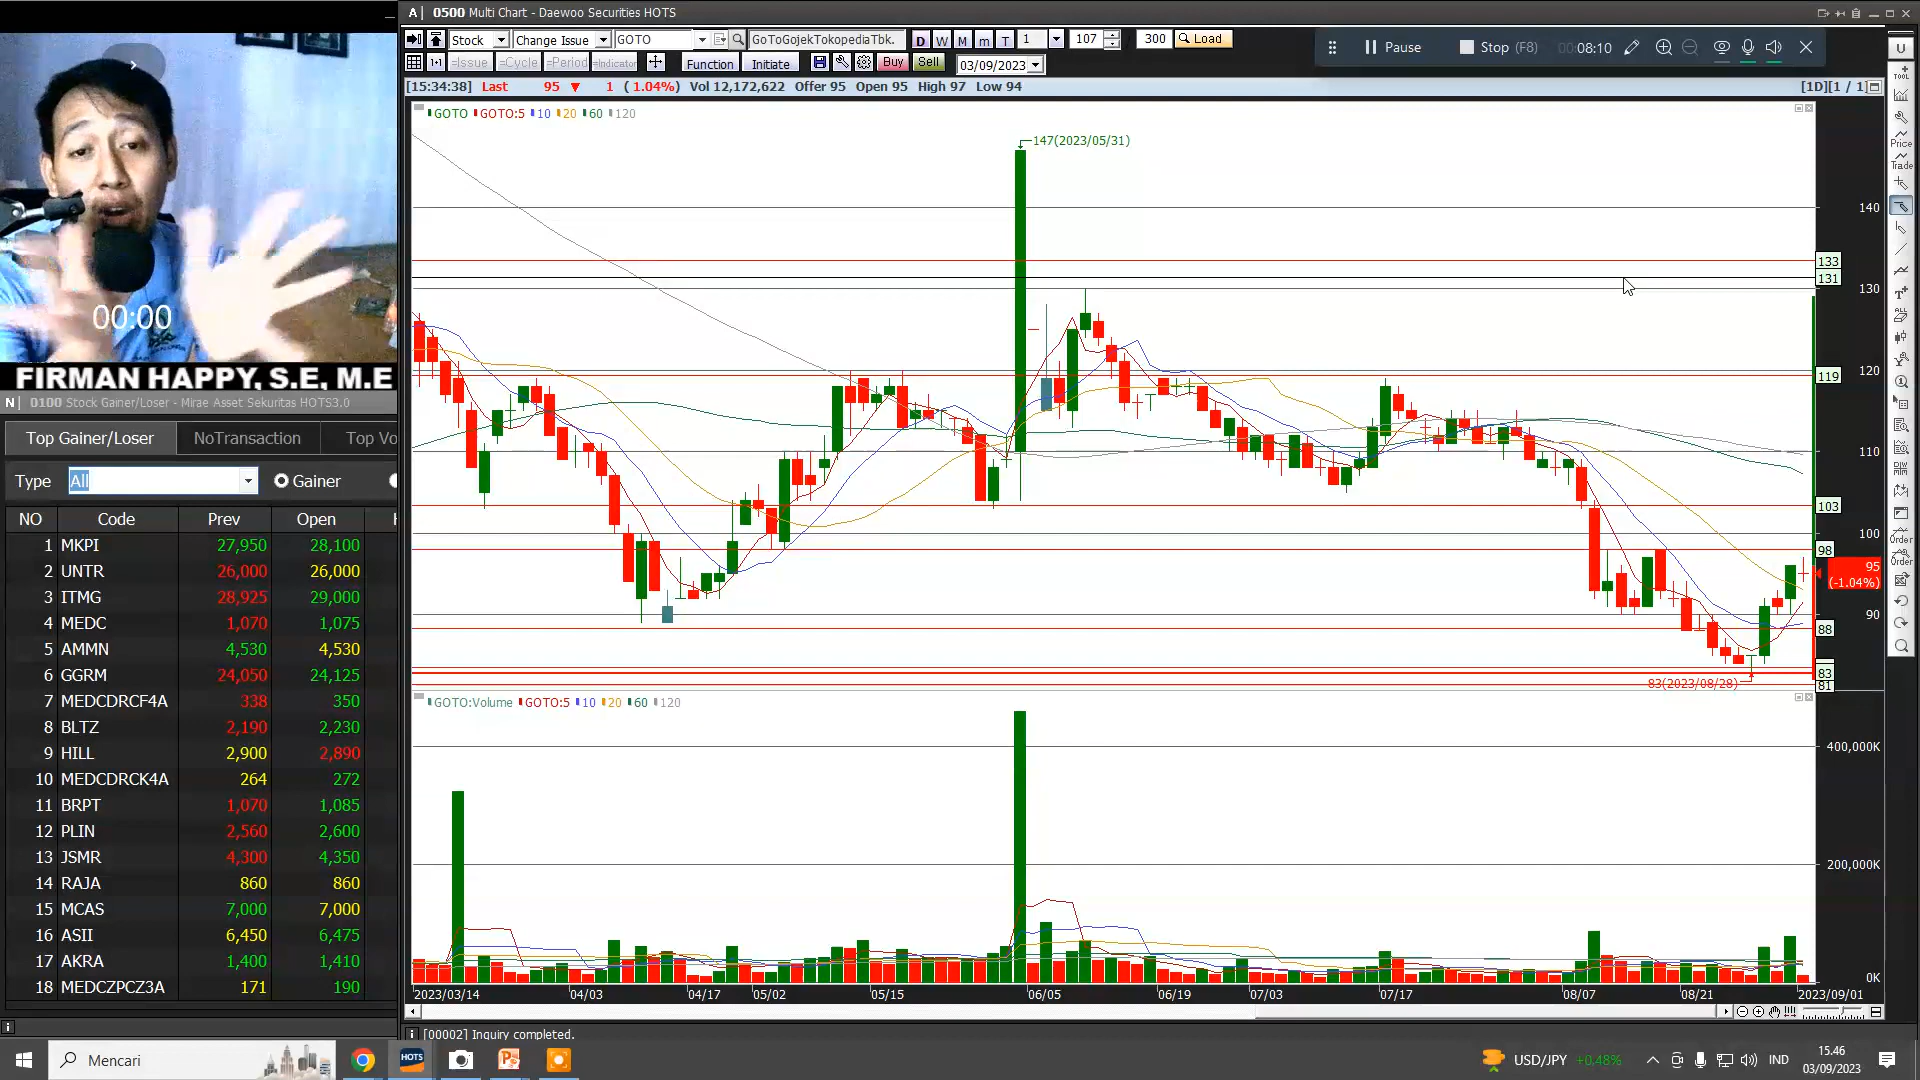 A 0500 Multi Chart - Daewoo Securities HOTS
Stock Change Issue GOTO GoToGojekTokopediaTbk. D W M m T 1 107 300 Load
=Issue =Cycle =Period =Indicator Function Initiate Buy Sell 03/09/2023
Pause Stop (F8) 00:08:10
[15:34:38] Last 95 ▼ 1 ( 1.04%) Vol 12,172,622 Offer 95 Open 95 High 97 Low 94 [1D][1 / 1]
GOTO GOTO:5 10 20 60 120
147(2023/05/31)
140
133
131
130
120
119
110
103
100
98
95
(-1.04%)
90
88
83
81
83(2023/08/28)
GOTO:Volume GOTO:5 10 20 60 120
400,000K
200,000K
0K
2023/03/14 04/03 04/17 05/02 05/15 06/05 06/19 07/03 07/17 08/07 08/21 2023/09/01
[00002] Inquiry completed.
U
TOOL
Price
Trade
ALL
DIW
Order
Order
00:00
FIRMAN HAPPY, S.E, M.E
N 0100 Stock Gainer/Loser - Mirae Asset Sekuritas HOTS3.0
Top Gainer/Loser NoTransaction Top Vo
Type All Gainer
NO Code Prev Open
1 MKPI 27,950 28,100
2 UNTR 26,000 26,000
3 ITMG 28,925 29,000
4 MEDC 1,070 1,075
5 AMMN 4,530 4,530
6 GGRM 24,050 24,125
7 MEDCDRCF4A 338 350
8 BLTZ 2,190 2,230
9 HILL 2,900 2,890
10 MEDCDRCK4A 264 272
11 BRPT 1,070 1,085
12 PLIN 2,560 2,600
13 JSMR 4,300 4,350
14 RAJA 860 860
15 MCAS 7,000 7,000
16 ASII 6,450 6,475
17 AKRA 1,400 1,410
18 MEDCZPCZ3A 171 190
Mencari
HOTS
USD/JPY +0,48%
IND
15.46
03/09/2023